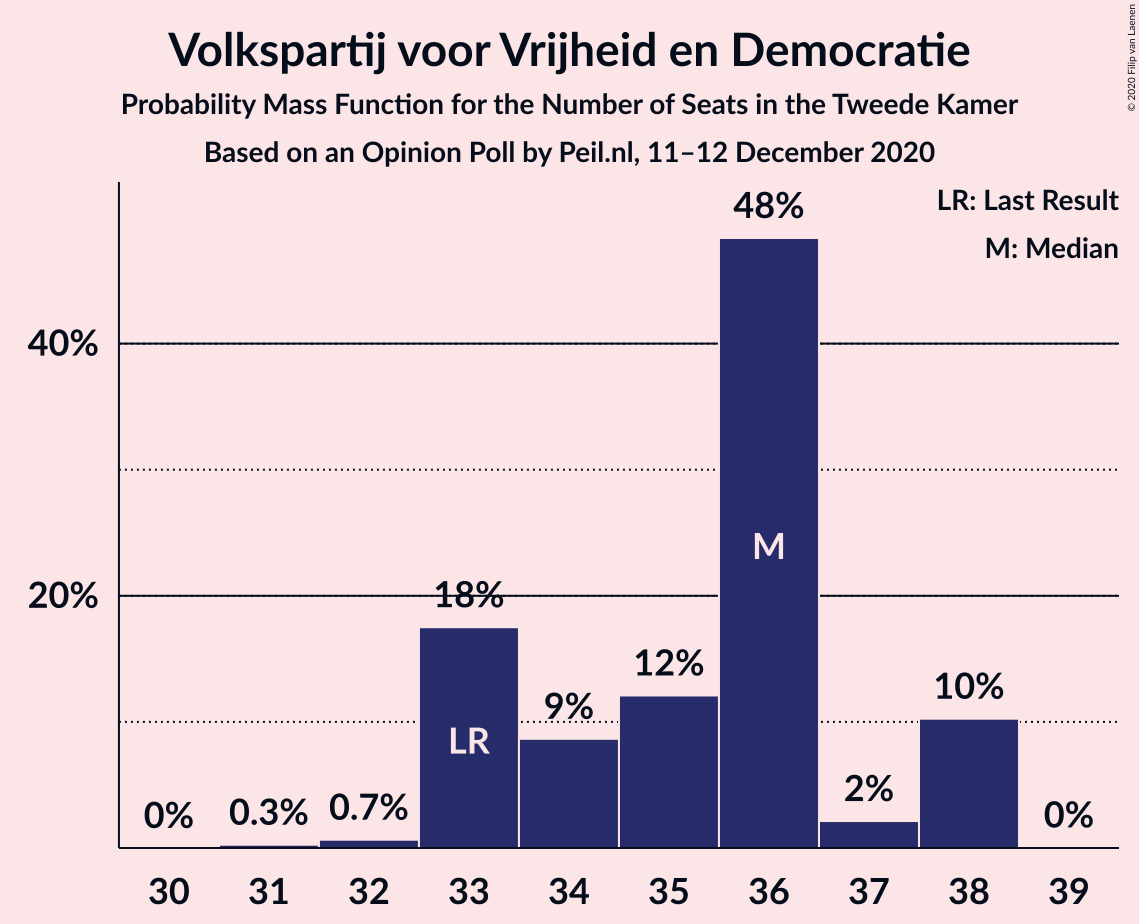 Volkspartij voor Vrijheid en Democratie
Probability Mass Function for the Number of Seats in the Tweede Kamer
Based on an Opinion Poll by Peil.nl, 11–12 December 2020
© 2020 Filip van Laenen
LR: Last Result
M: Median
48%
40%
M
20%
18%
12%
10%
9%
LR
2%
0%
0.3%
0.7%
0%
30 31 32 33 34 35 36 37 38 39